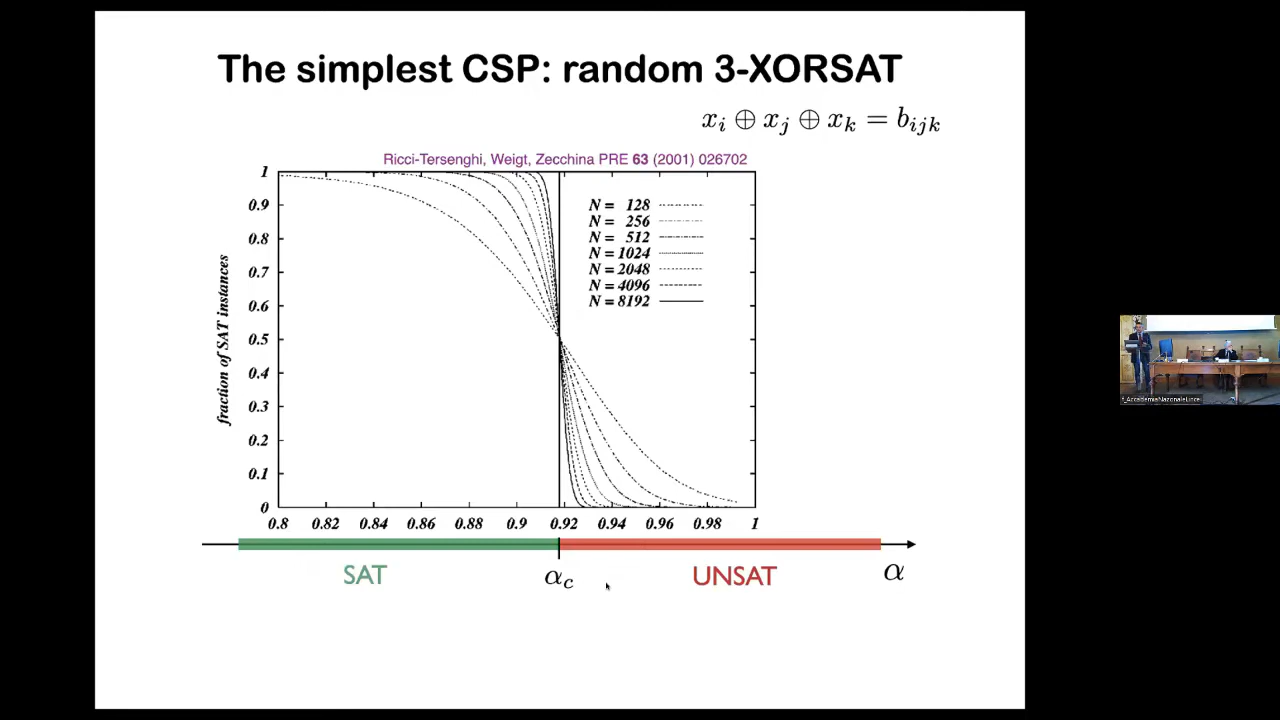 The simplest CSP: random 3-XORSAT
x_i ⊕ x_j ⊕ x_k = b_{ijk}
Ricci-Tersenghi, Weigt, Zecchina PRE 63 (2001) 026702
fraction of SAT instances
1
0.9
0.8
0.7
0.6
0.5
0.4
0.3
0.2
0.1
0
N = 128
N = 256
N = 512
N = 1024
N = 2048
N = 4096
N = 8192
0.8 0.82 0.84 0.86 0.88 0.9 0.92 0.94 0.96 0.98 1
SAT α_c UNSAT α
f_AccademiaNazionaleLincei